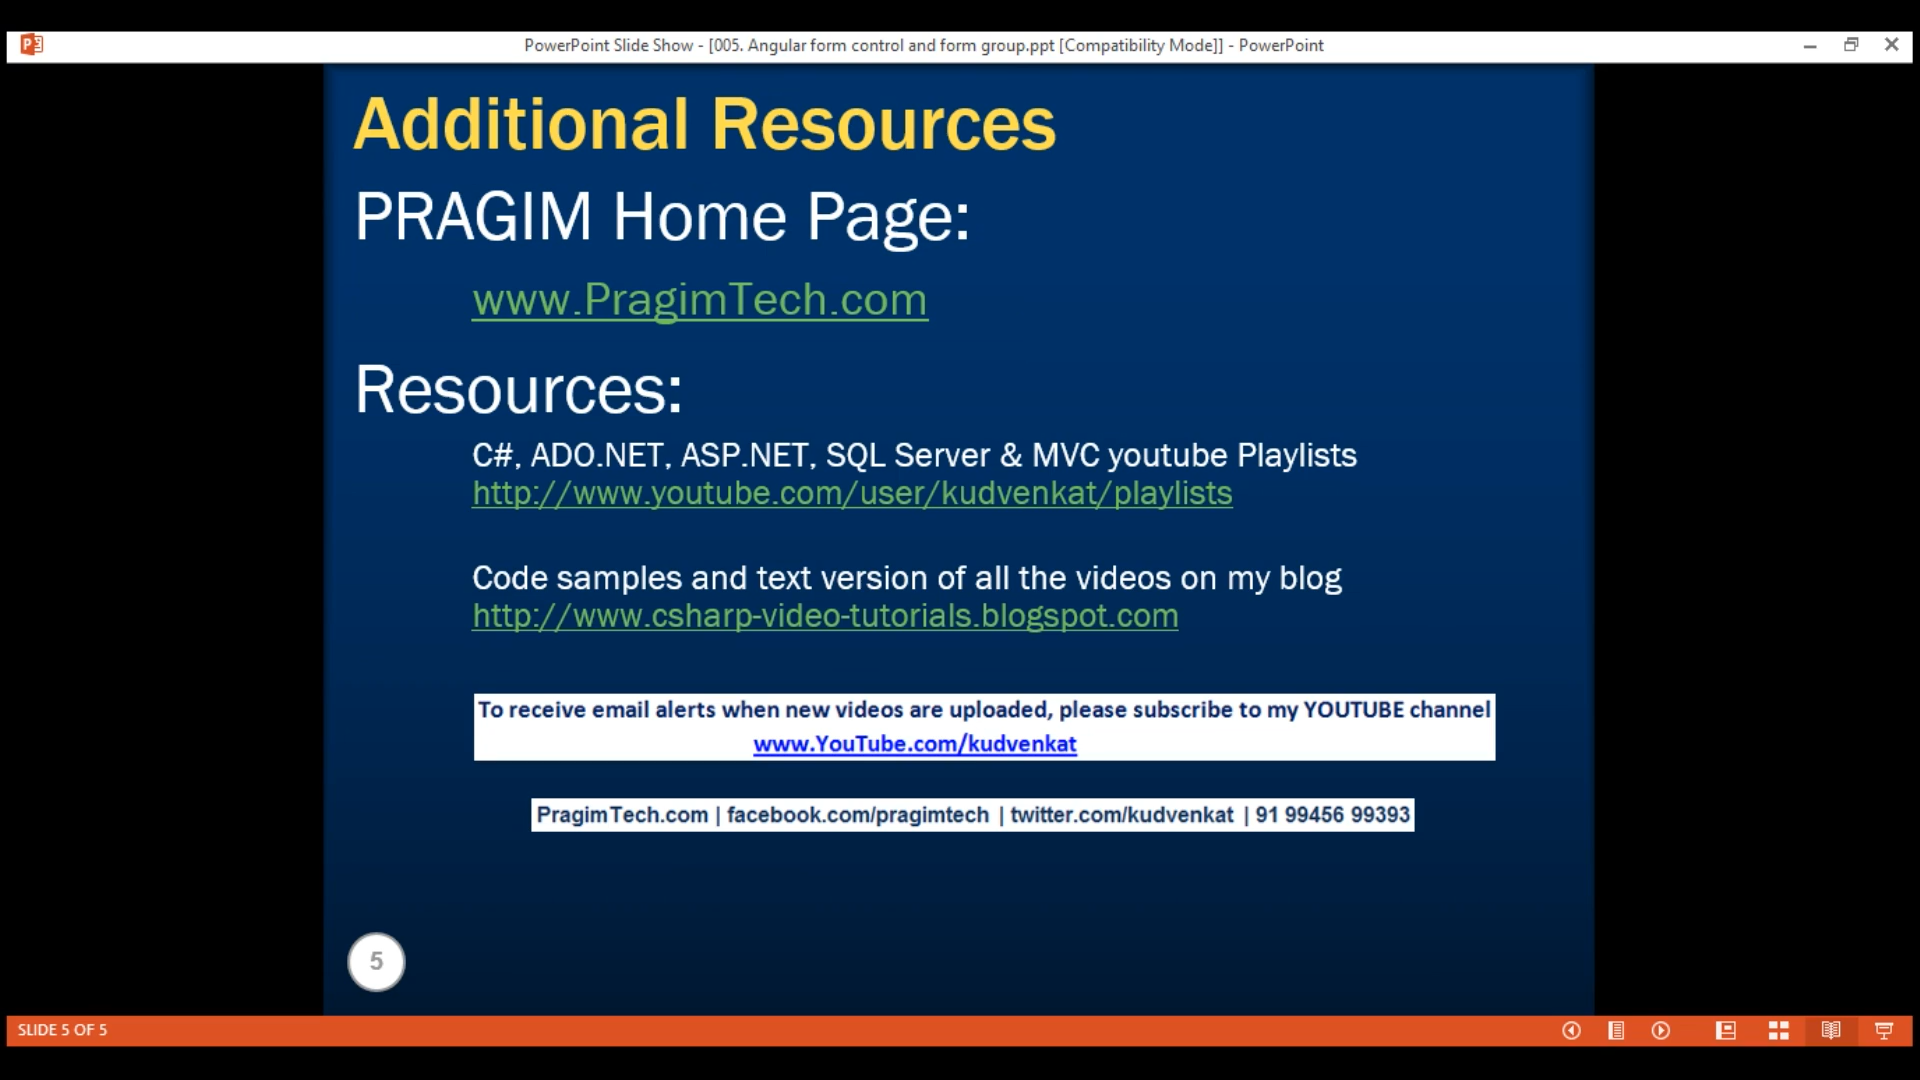 PowerPoint Slide Show - [005. Angular form control and form group.ppt [Compatibility Mode]] - PowerPoint
Additional Resources
PRAGIM Home Page:
www.PragimTech.com
Resources:
C#, ADO.NET, ASP.NET, SQL Server & MVC youtube Playlists
http://www.youtube.com/user/kudvenkat/playlists
Code samples and text version of all the videos on my blog
http://www.csharp-video-tutorials.blogspot.com
To receive email alerts when new videos are uploaded, please subscribe to my YOUTUBE channel
www.YouTube.com/kudvenkat
PragimTech.com | facebook.com/pragimtech | twitter.com/kudvenkat | 91 99456 99393
5
SLIDE 5 OF 5